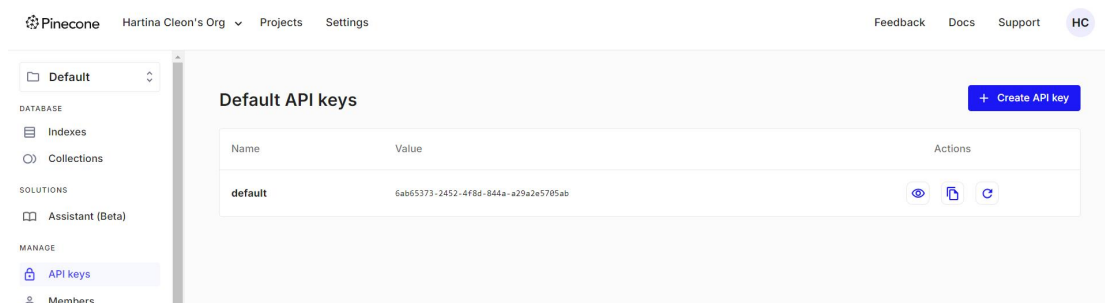 Pinecone Hartina Cleon's Org Projects Settings Feedback Docs Support HC
Default
DATABASE
Indexes
Collections
SOLUTIONS
Assistant (Beta)
MANAGE
API keys
Members
Default API keys
+ Create API key
Name Value Actions
default 6ab65373-2452-4f8d-844a-a29a2e5705ab